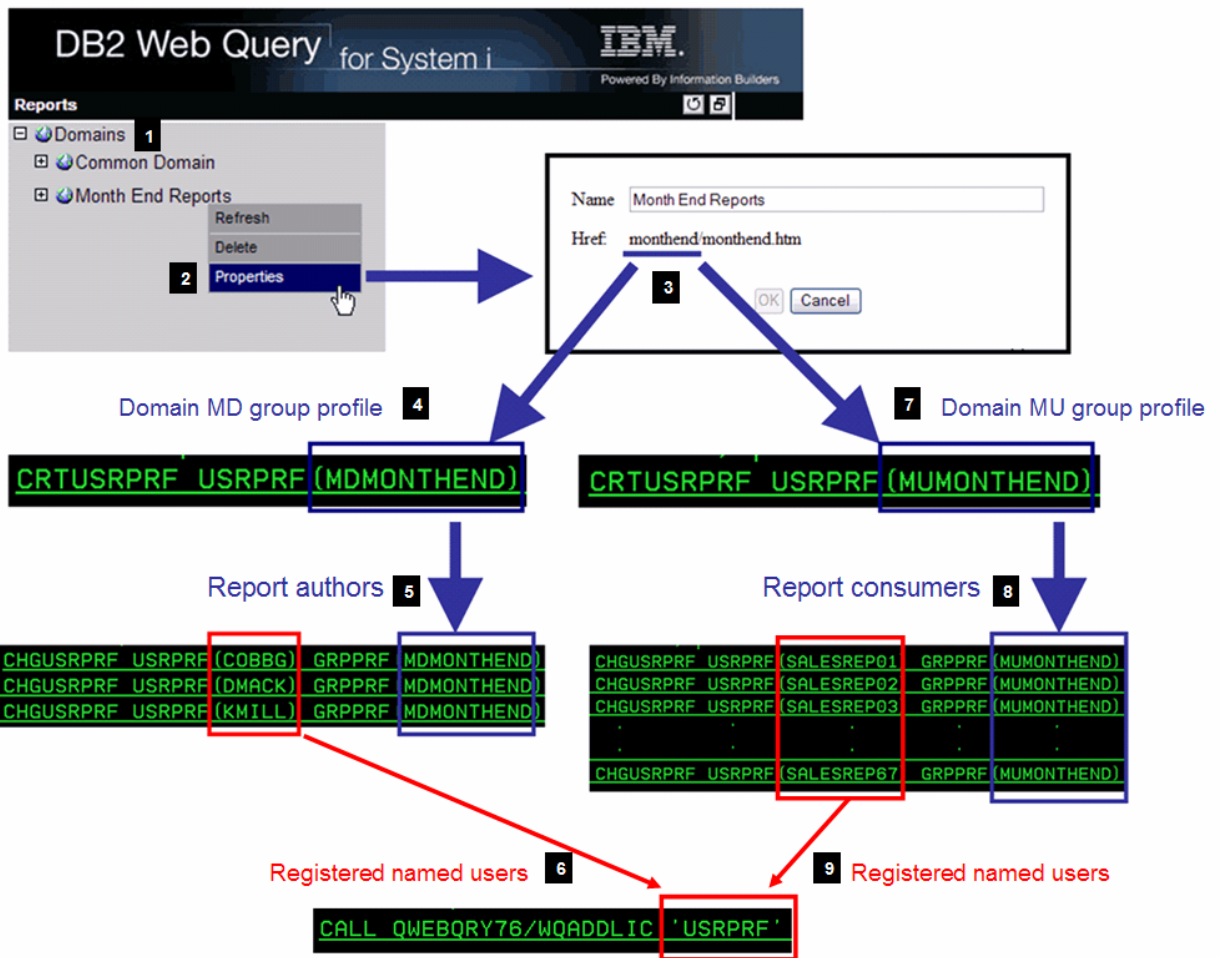 DB2 Web Query for System i
IBM.
Powered By Information Builders
Reports
Domains 1
Common Domain
Month End Reports
Refresh
Delete
2 Properties
Name Month End Reports
Href: monthend/monthend.htm
3
OK Cancel
Domain MD group profile 4
7 Domain MU group profile
CRTUSRPRF USRPRF(MDMONTHEND)
CRTUSRPRF USRPRF(MUMONTHEND)
Report authors 5
Report consumers 8
CHGUSRPRF USRPRF(COBBG) GRPPRF(MDMONTHEND)
CHGUSRPRF USRPRF(DMACK) GRPPRF(MDMONTHEND)
CHGUSRPRF USRPRF(KMILL) GRPPRF(MDMONTHEND)
CHGUSRPRF USRPRF(SALESREP01) GRPPRF(MUMONTHEND)
CHGUSRPRF USRPRF(SALESREP02) GRPPRF(MUMONTHEND)
CHGUSRPRF USRPRF(SALESREP03) GRPPRF(MUMONTHEND)
: : : : :
CHGUSRPRF USRPRF(SALESREP67) GRPPRF(MUMONTHEND)
Registered named users 6
9 Registered named users
CALL QWEBQRY76/WQADDLIC 'USRPRF'